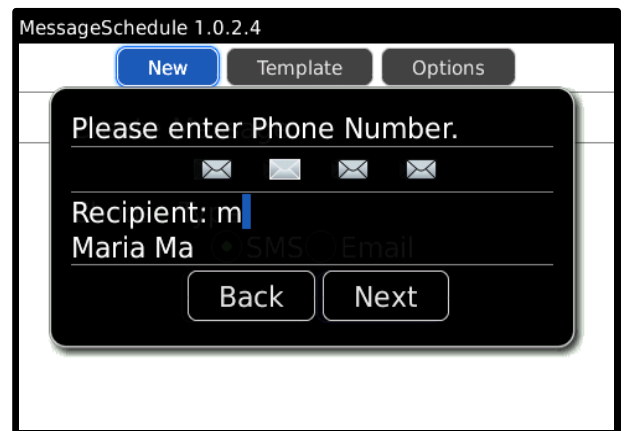 MessageSchedule 1.0.2.4
New Template Options
Please enter Phone Number.
Recipient: m
Maria Ma
SMS Email
Back Next